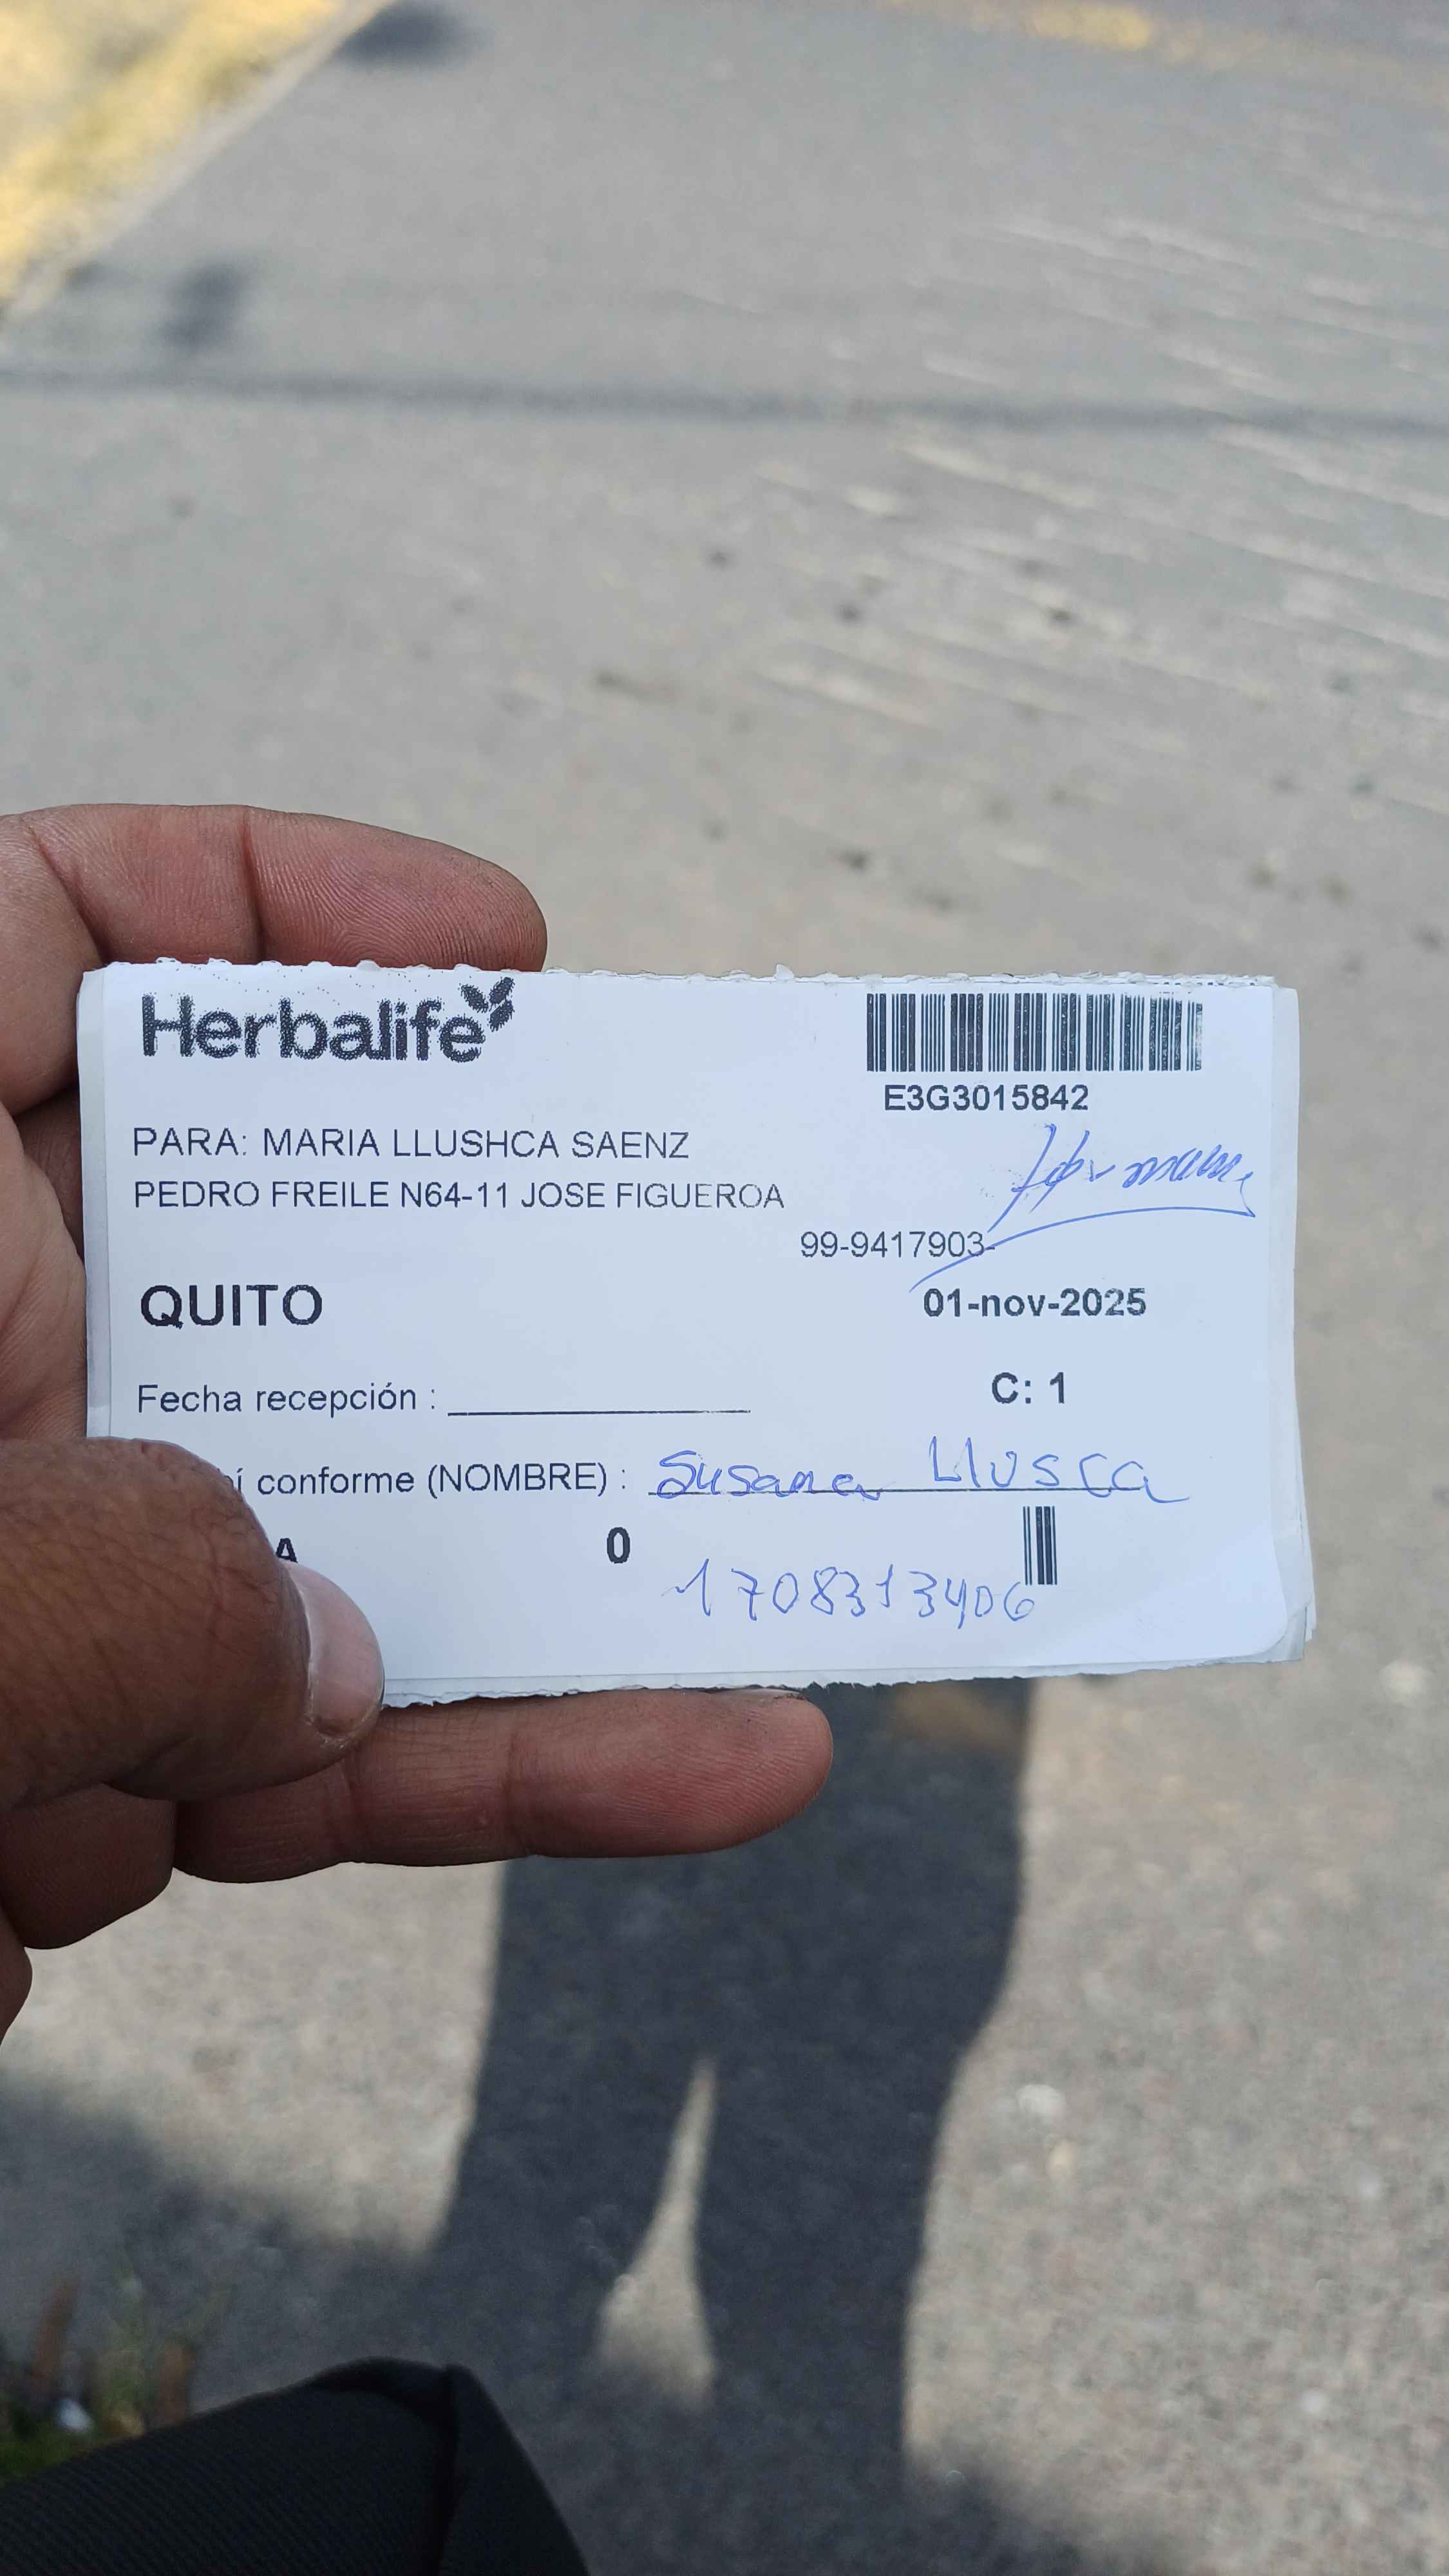 Herbalife
E3G3015842
PARA: MARIA LLUSHCA SAENZ
PEDRO FREILE N64-11 JOSE FIGUEROA
99-9417903-
QUITO
01-nov-2025
Fecha recepción :
C: 1
í conforme (NOMBRE) : Susana Llusca
A 0
1708313406